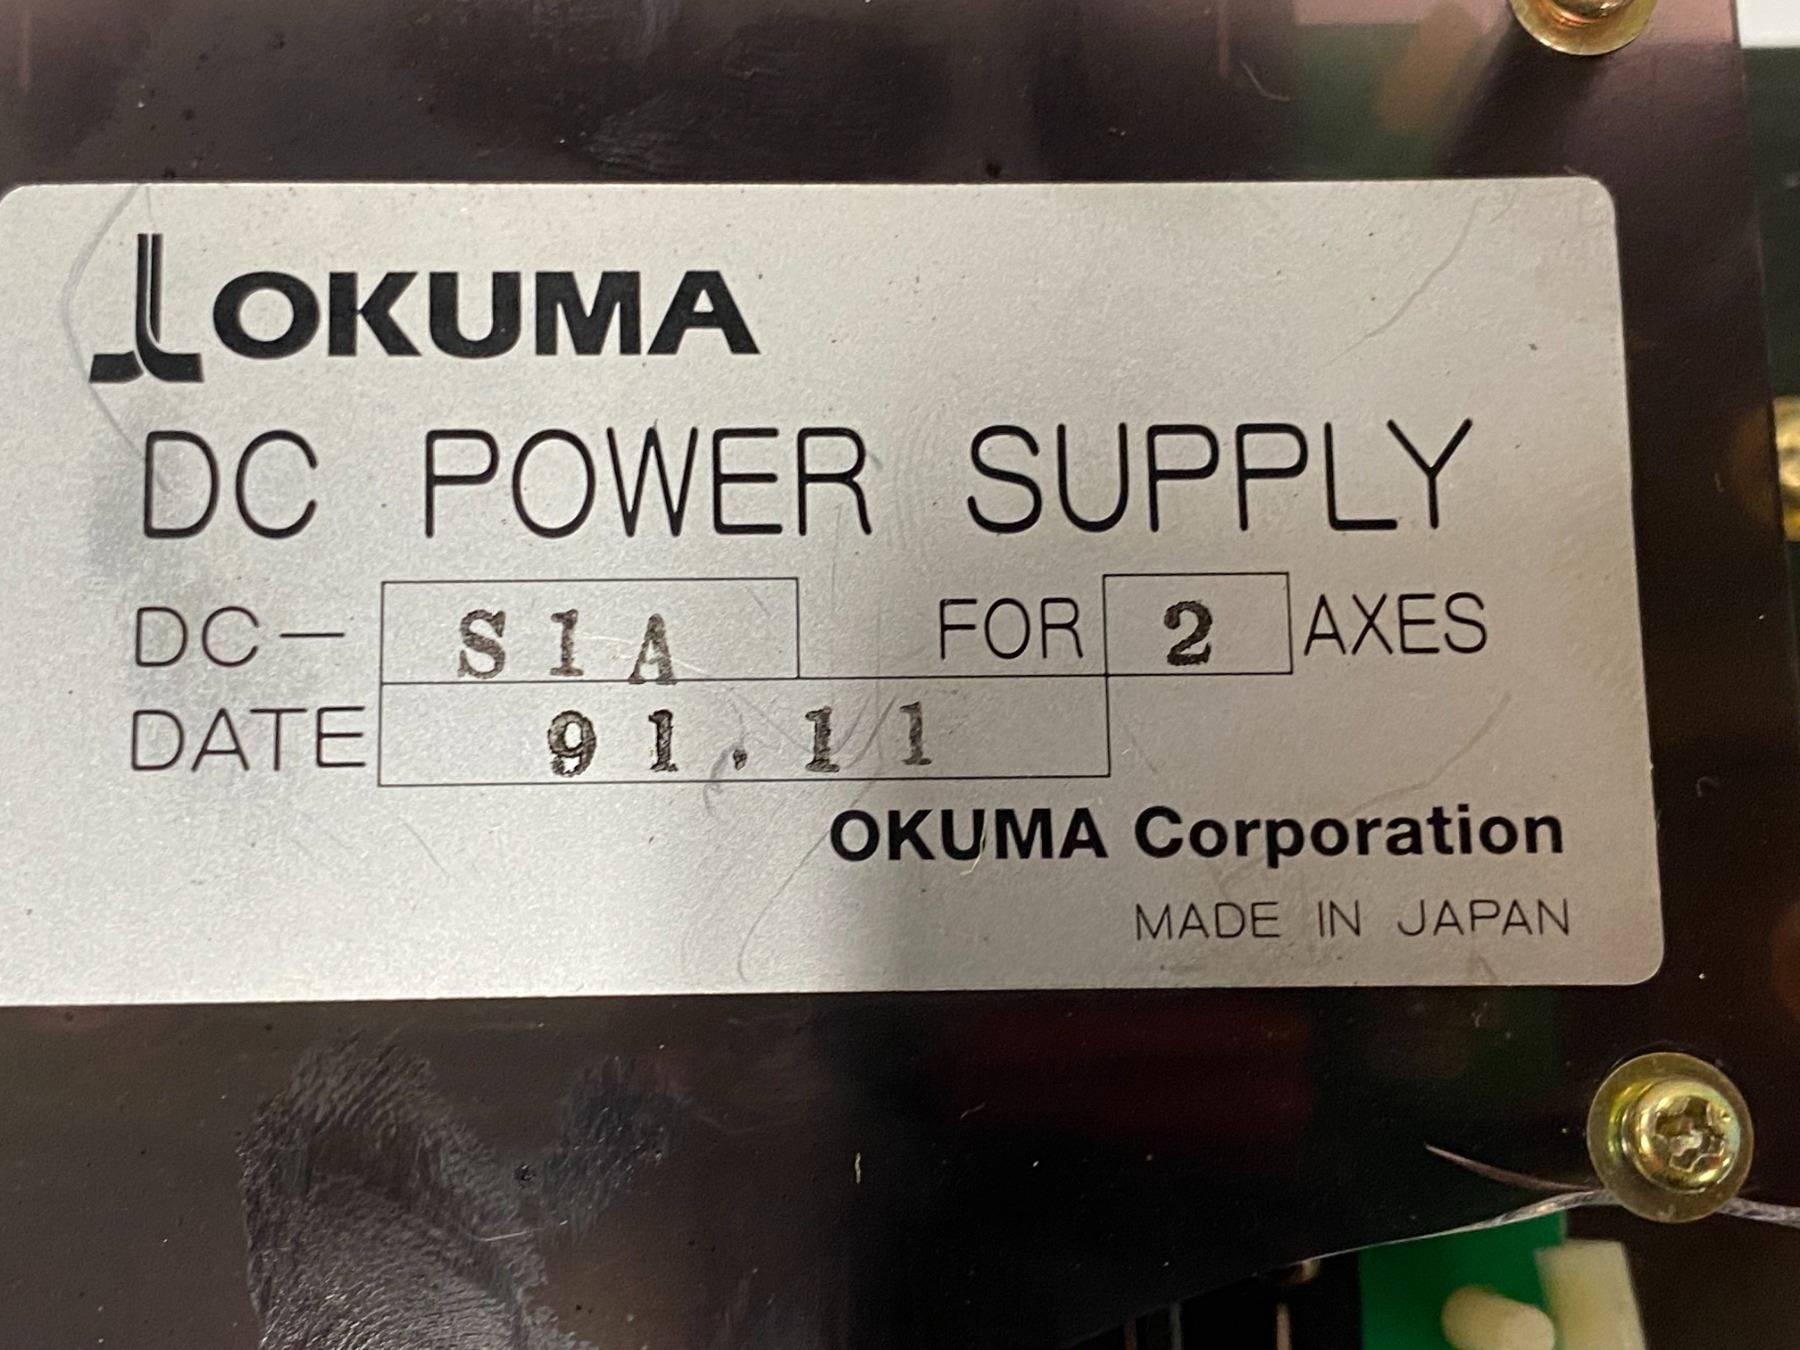 OKUMA
DC POWER SUPPLY
DC- S1A FOR 2 AXES
DATE 91.11
OKUMA Corporation
MADE IN JAPAN